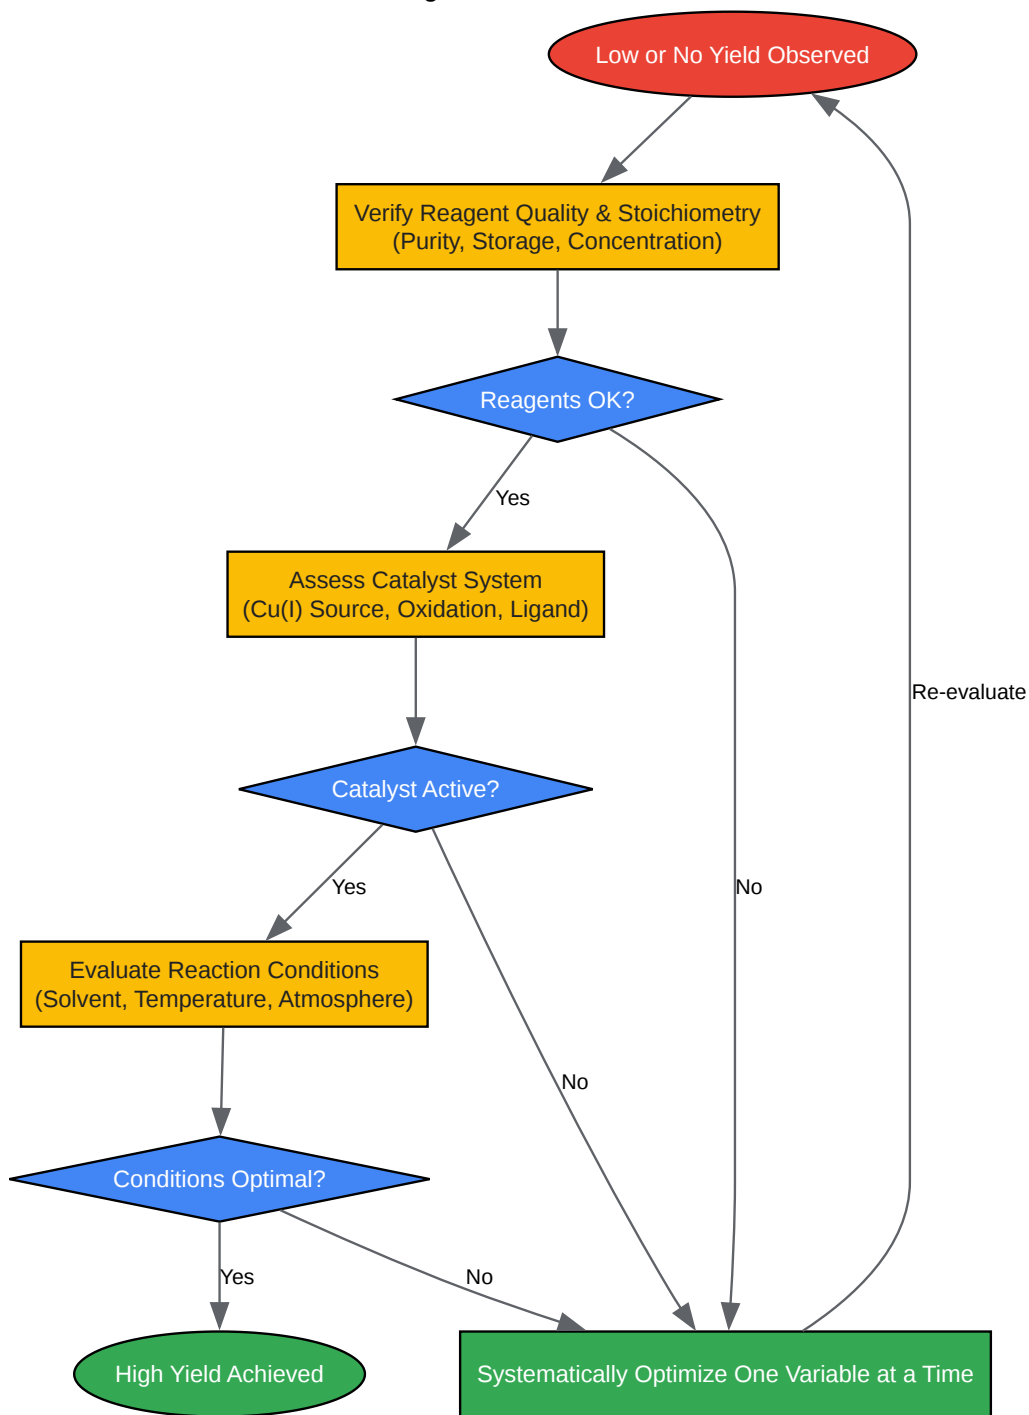 Low or No Yield Observed
Verify Reagent Quality & Stoichiometry
(Purity, Storage, Concentration)
Reagents OK?
Yes
Assess Catalyst System
(Cu(I) Source, Oxidation, Ligand)
Re-evaluate
Catalyst Active?
Yes
No
Evaluate Reaction Conditions
(Solvent, Temperature, Atmosphere)
No
Conditions Optimal?
Yes
No
High Yield Achieved
Systematically Optimize One Variable at a Time